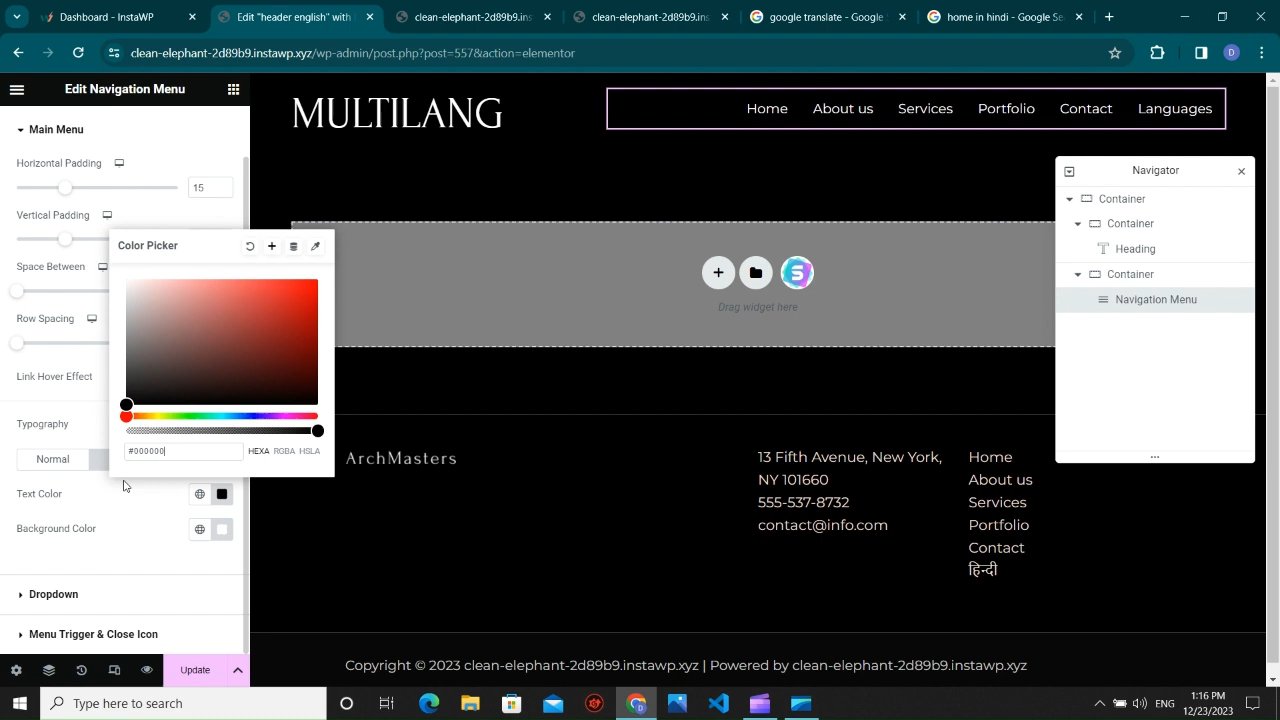 Dashboard - InstaWP
Edit "header english" with
clean-elephant-2d89b9.ins
clean-elephant-2d89b9.ins
google translate - Google
home in hindi - Google Se
clean-elephant-2d89b9.instawp.xyz/wp-admin/post.php?post=557&action=elementor
D
Edit Navigation Menu
MULTILANG
Home
About us
Services
Portfolio
Contact
Languages
Main Menu
Horizontal Padding
15
Vertical Padding
Space Between
Row Spacing
Link Hover Effect
Typography
Normal
Text Color
Background Color
Dropdown
Menu Trigger & Close Icon
Update
Color Picker
#000000
HEXA
RGBA
HSLA
S
Drag widget here
Navigator
Container
Container
Heading
Container
Navigation Menu
ArchMasters
13 Fifth Avenue, New York,
NY 101660
555-537-8732
contact@info.com
Home
About us
Services
Portfolio
Contact
हिन्दी
Copyright © 2023 clean-elephant-2d89b9.instawp.xyz | Powered by clean-elephant-2d89b9.instawp.xyz
Type here to search
ENG
1:16 PM
12/23/2023